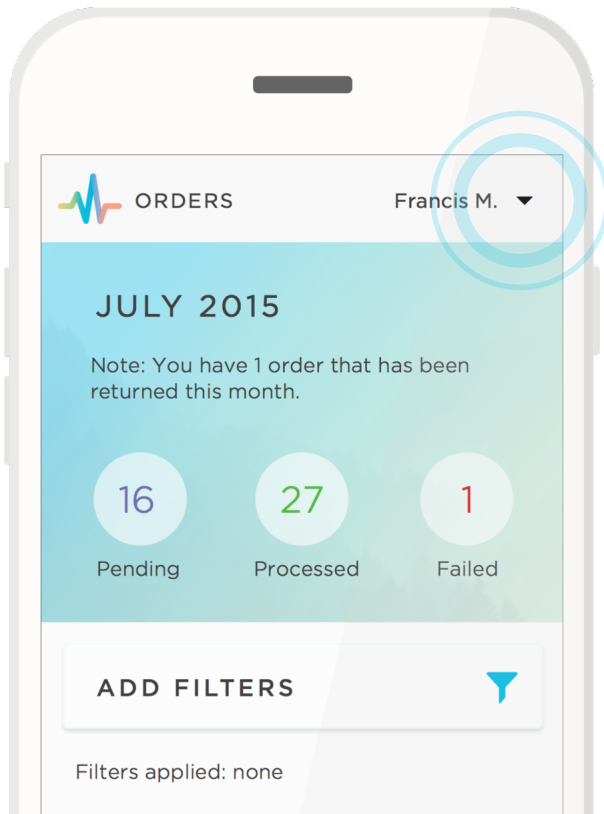 ORDERS
Francis M.
JULY 2015
Note: You have 1 order that has been
returned this month.
16
27
1
Pending
Processed
Failed
ADD FILTERS
Filters applied: none